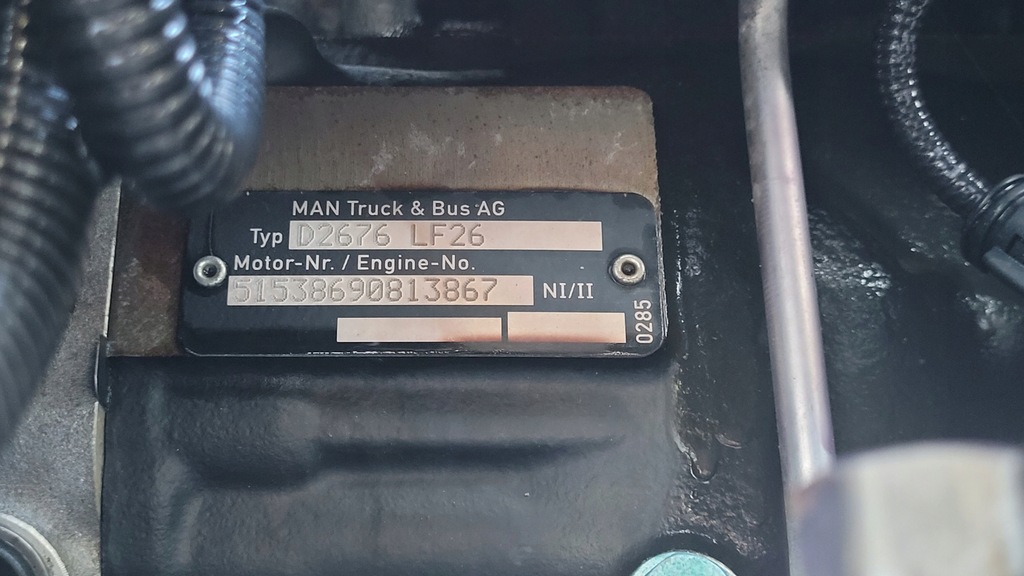 MAN Truck & Bus AG
Typ D2676 LF26
Motor-Nr. / Engine-No.
51538690813867 NI/II
0285